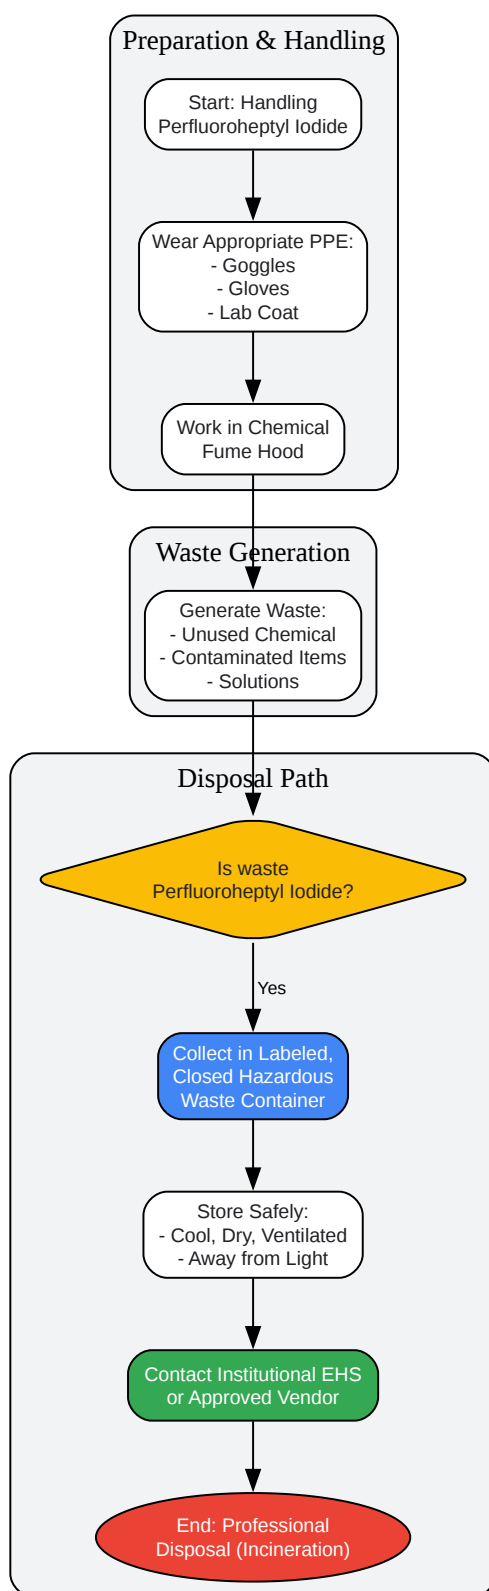 Preparation & Handling
Start: Handling
Perfluoroheptyl Iodide
Wear Appropriate PPE:
- Goggles
- Gloves
- Lab Coat
Work in Chemical
Fume Hood
Waste Generation
Generate Waste:
- Unused Chemical
- Contaminated Items
- Solutions
Disposal Path
Is waste
Perfluoroheptyl Iodide?
Yes
Collect in Labeled,
Closed Hazardous
Waste Container
Store Safely:
- Cool, Dry, Ventilated
- Away from Light
Contact Institutional EHS
or Approved Vendor
End: Professional
Disposal (Incineration)